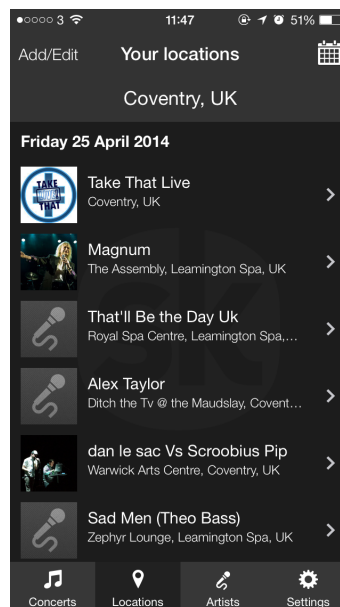 3 11:47 51%
Add/Edit Your locations
Coventry, UK
Friday 25 April 2014
TAKE THAT LIVE
Take That Live
Coventry, UK
Magnum
The Assembly, Leamington Spa, UK
That'll Be the Day Uk
Royal Spa Centre, Leamington Spa,...
Alex Taylor
Ditch the Tv @ the Maudslay, Covent...
dan le sac Vs Scroobius Pip
Warwick Arts Centre, Coventry, UK
Sad Men (Theo Bass)
Zephyr Lounge, Leamington Spa, UK
Concerts Locations Artists Settings